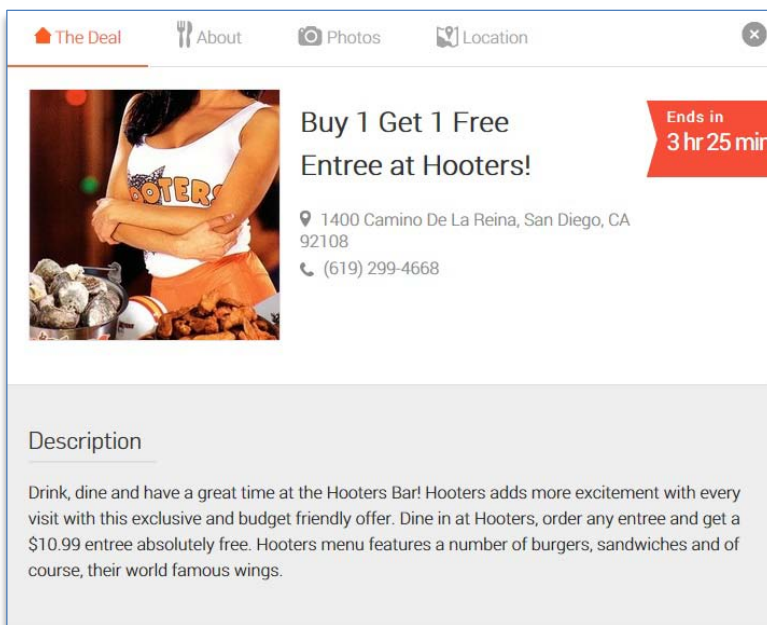 The Deal
About
Photos
Location
HOOTERS
Buy 1 Get 1 Free
Entree at Hooters!
Ends in
3 hr 25 min
1400 Camino De La Reina, San Diego, CA
92108
(619) 299-4668
Description
Drink, dine and have a great time at the Hooters Bar! Hooters adds more excitement with every
visit with this exclusive and budget friendly offer. Dine in at Hooters, order any entree and get a
$10.99 entree absolutely free. Hooters menu features a number of burgers, sandwiches and of
course, their world famous wings.